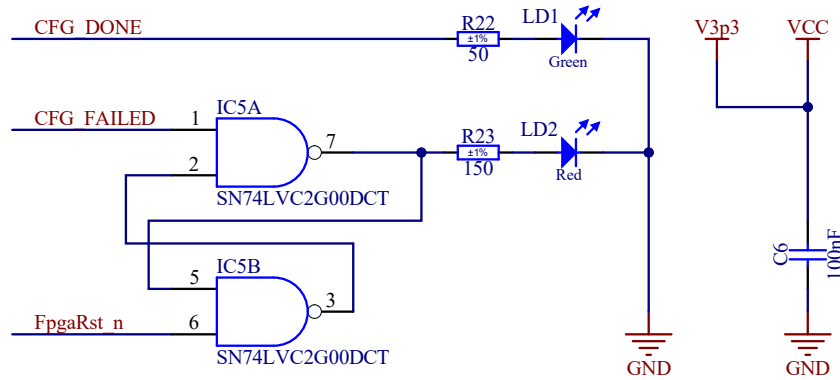 CFG_DONE
R22
±1%
50
LD1
Green
V3p3
VCC
IC5A
CFG_FAILED
1
2
7
SN74LVC2G00DCT
R23
±1%
150
LD2
Red
C6
100nF
IC5B
5
6
3
FpgaRst_n
SN74LVC2G00DCT
GND
GND